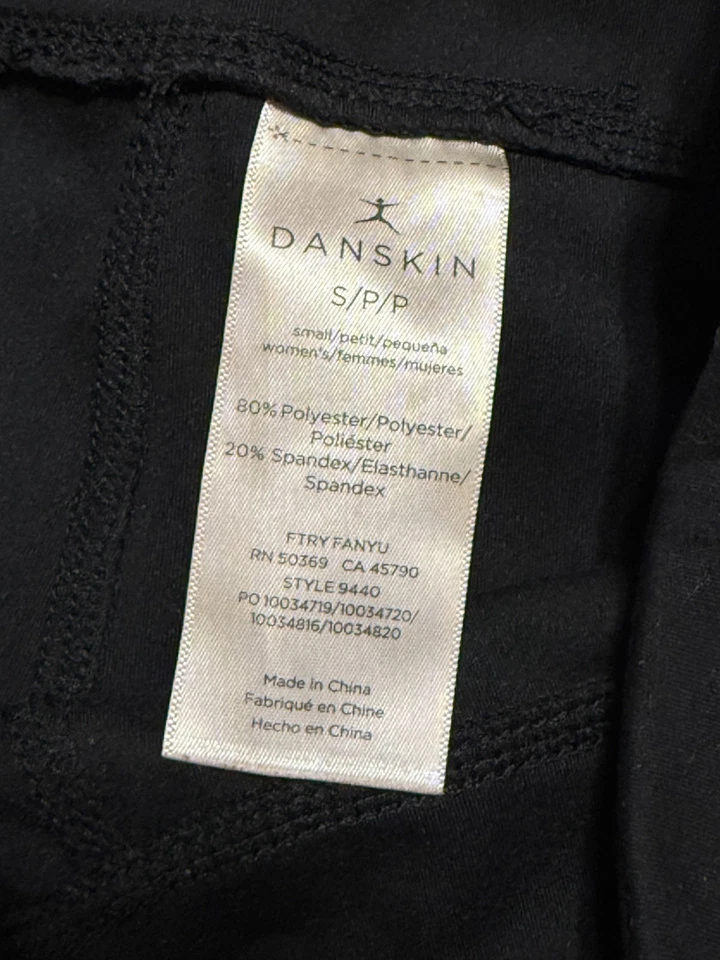 DANSKIN
S/P/P
small/petit/pequeña
women's/femmes/mujeres
80% Polyester/Polyester/
Poliéster
20% Spandex/Elasthanne/
Spandex
FTRY FANYU
RN 50369 CA 45790
STYLE 9440
PO 10034719/10034720/
10034816/10034820
Made in China
Fabriqué en Chine
Hecho en China